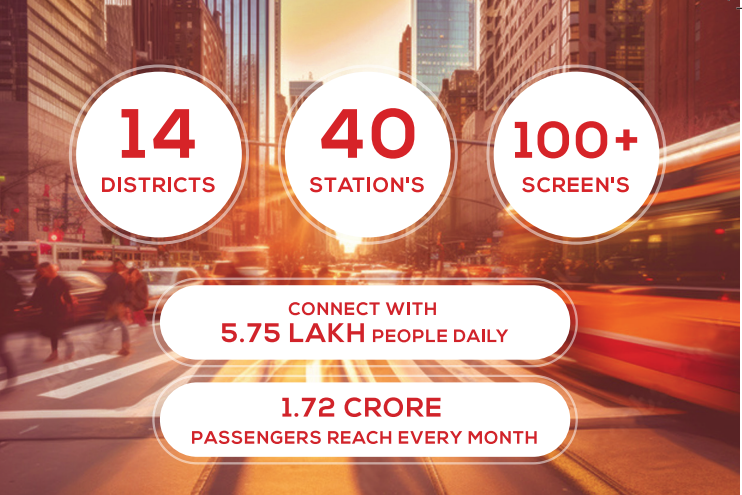 14
DISTRICTS
40
STATION'S
100+
SCREEN'S
CONNECT WITH
5.75 LAKH PEOPLE DAILY
1.72 CRORE
PASSENGERS REACH EVERY MONTH